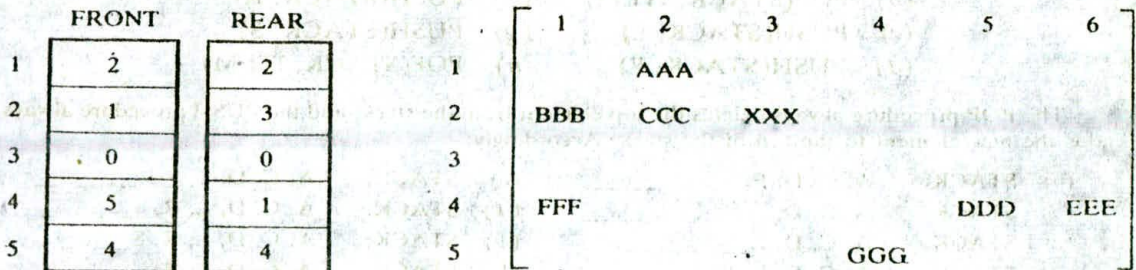 FRONT REAR 1 2 3 4 5 6
1 2 2 1 AAA
2 1 3 2 BBB CCC XXX
3 0 0 3
4 5 1 4 FFF DDD EEE
5 4 4 5 GGG